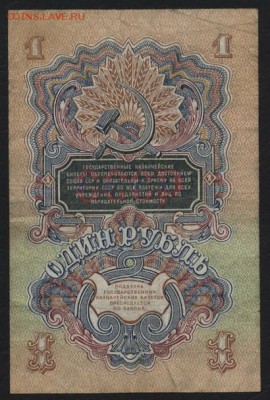 COINS.LAVE.RU
1 1
ГОСУДАРСТВЕННЫЕ КАЗНАЧЕЙСКИЕ
БИЛЕТЫ ОБЕСПЕЧИВАЮТСЯ ВСЕМ ДОСТОЯНИЕМ
СОЮЗА ССР И ОБЯЗАТЕЛЬНЫ К ПРИЕМУ НА ВСЕЙ
ТЕРРИТОРИИ СССР ВО ВСЕ ПЛАТЕЖИ ДЛЯ ВСЕХ
УЧРЕЖДЕНИЙ, ПРЕДПРИЯТИЙ И ЛИЦ ПО
НАРИЦАТЕЛЬНОЙ СТОИМОСТИ.
ОДИН РУБЛЬ
ПОДДЕЛКА
ГОСУДАРСТВЕННЫХ
КАЗНАЧЕЙСКИХ БИЛЕТОВ
ПРЕСЛЕДУЕТСЯ
ПО ЗАКОНУ.
1 1